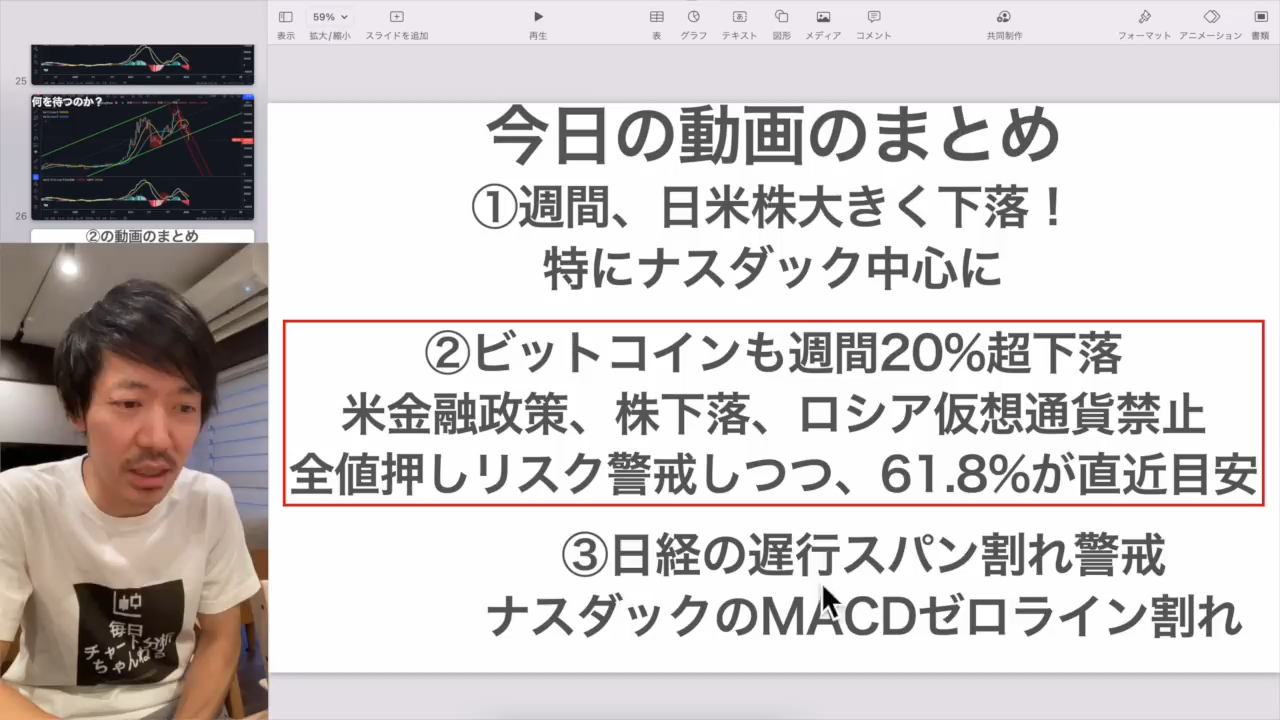 59%
表示
拡大/縮小
スライドを追加
再生
表
グラフ
テキスト
図形
メディア
コメント
共同制作
フォーマット
アニメーション
書類
25
何を待つのか?
26
②の動画のまとめ
今日の動画のまとめ
①週間、日米株大きく下落！
特にナスダック中心に
②ビットコインも週間20%超下落
米金融政策、株下落、ロシア仮想通貨禁止
全値押しリスク警戒しつつ、61.8%が直近目安
③日経の遅行スパン割れ警戒
ナスダックのMACDゼロライン割れ
毎日
チャート分析
ちゃんねる